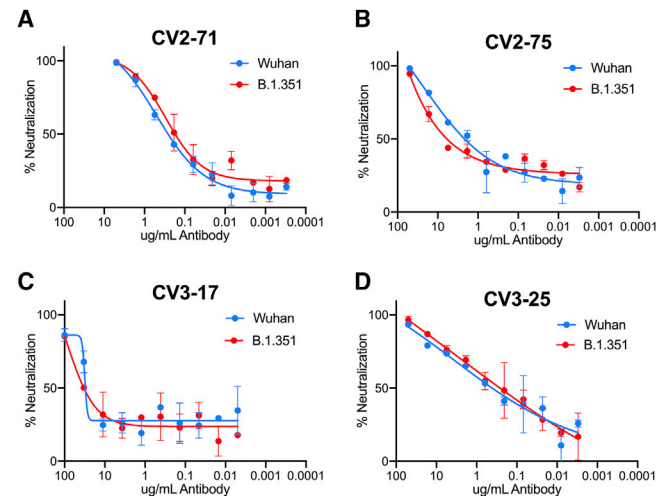 A
CV2-71
Wuhan
B.1.351
% Neutralization
100
50
0
100 10 1 0.1 0.01 0.001 0.0001
ug/mL Antibody
B
CV2-75
Wuhan
B.1.351
% Neutralization
100
50
0
100 10 1 0.1 0.01 0.001 0.0001
ug/mL Antibody
C
CV3-17
Wuhan
B.1.351
% Neutralization
100
50
0
100 10 1 0.1 0.01 0.001 0.0001
ug/mL Antibody
D
CV3-25
Wuhan
B.1.351
% Neutralization
100
50
0
100 10 1 0.1 0.01 0.001 0.0001
ug/mL Antibody